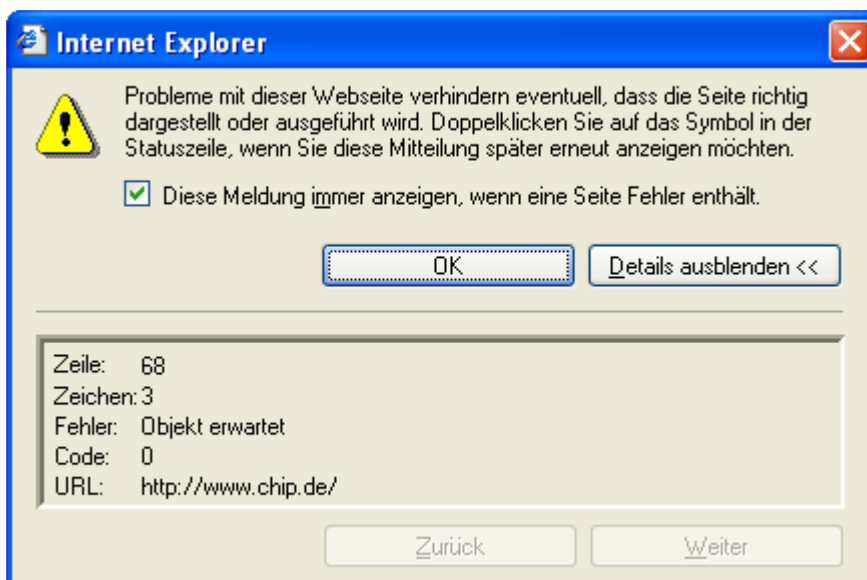 Internet Explorer
Probleme mit dieser Webseite verhindern eventuell, dass die Seite richtig
dargestellt oder ausgeführt wird. Doppelklicken Sie auf das Symbol in der
Statuszeile, wenn Sie diese Mitteilung später erneut anzeigen möchten.
Diese Meldung immer anzeigen, wenn eine Seite Fehler enthält.
OK Details ausblenden <<
Zeile: 68
Zeichen: 3
Fehler: Objekt erwartet
Code: 0
URL: http://www.chip.de/
Zurück Weiter